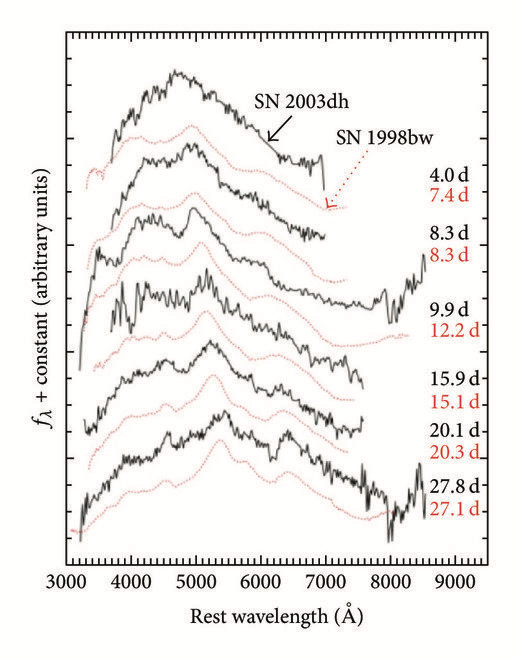 SN 2003dh
SN 1998bw
4.0 d
7.4 d
8.3 d
8.3 d
9.9 d
12.2 d
15.9 d
15.1 d
20.1 d
20.3 d
27.8 d
27.1 d
fλ + constant (arbitrary units)
3000 4000 5000 6000 7000 8000 9000
Rest wavelength (Å)